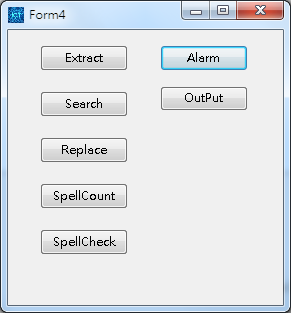 Form4
Extract
Alarm
Search
OutPut
Replace
SpellCount
SpellCheck